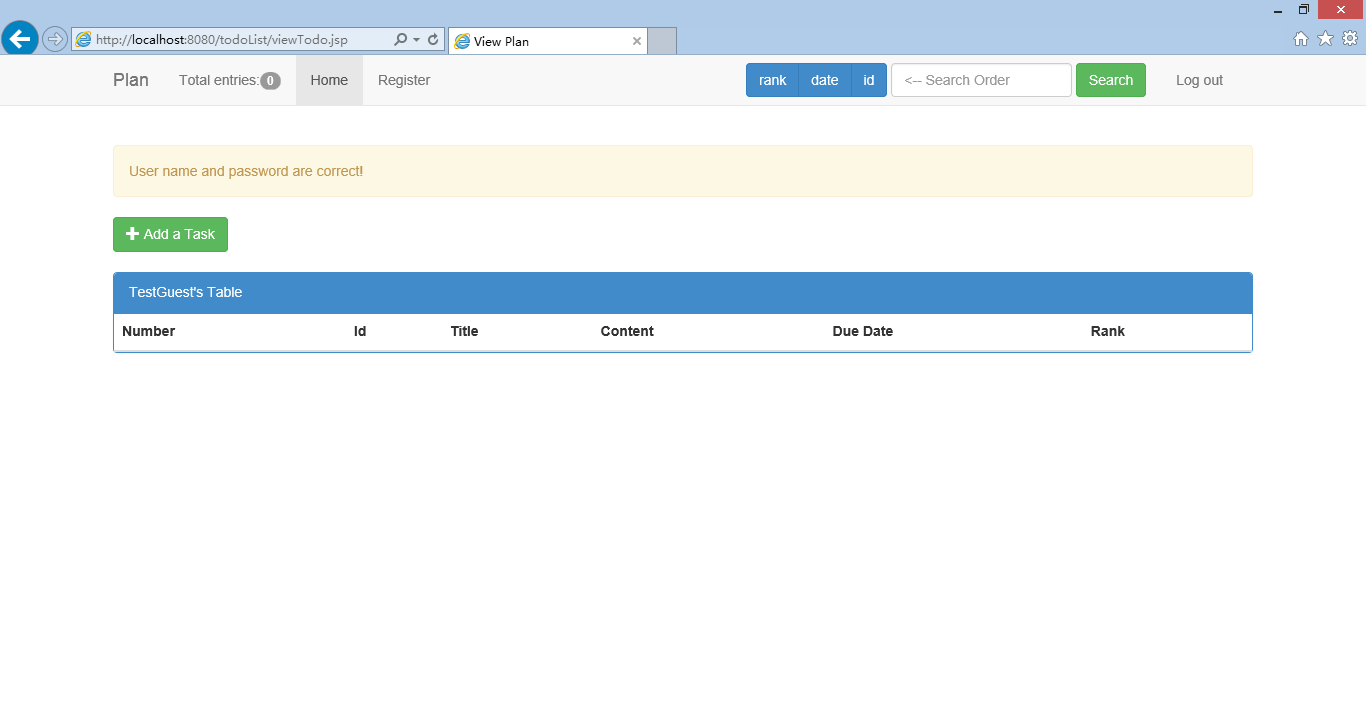 http://localhost:8080/todoList/viewTodo.jsp View Plan
Plan Total entries: 0 Home Register rank date id <-- Search Order Search Log out
User name and password are correct!
Add a Task
TestGuest's Table
Number Id Title Content Due Date Rank